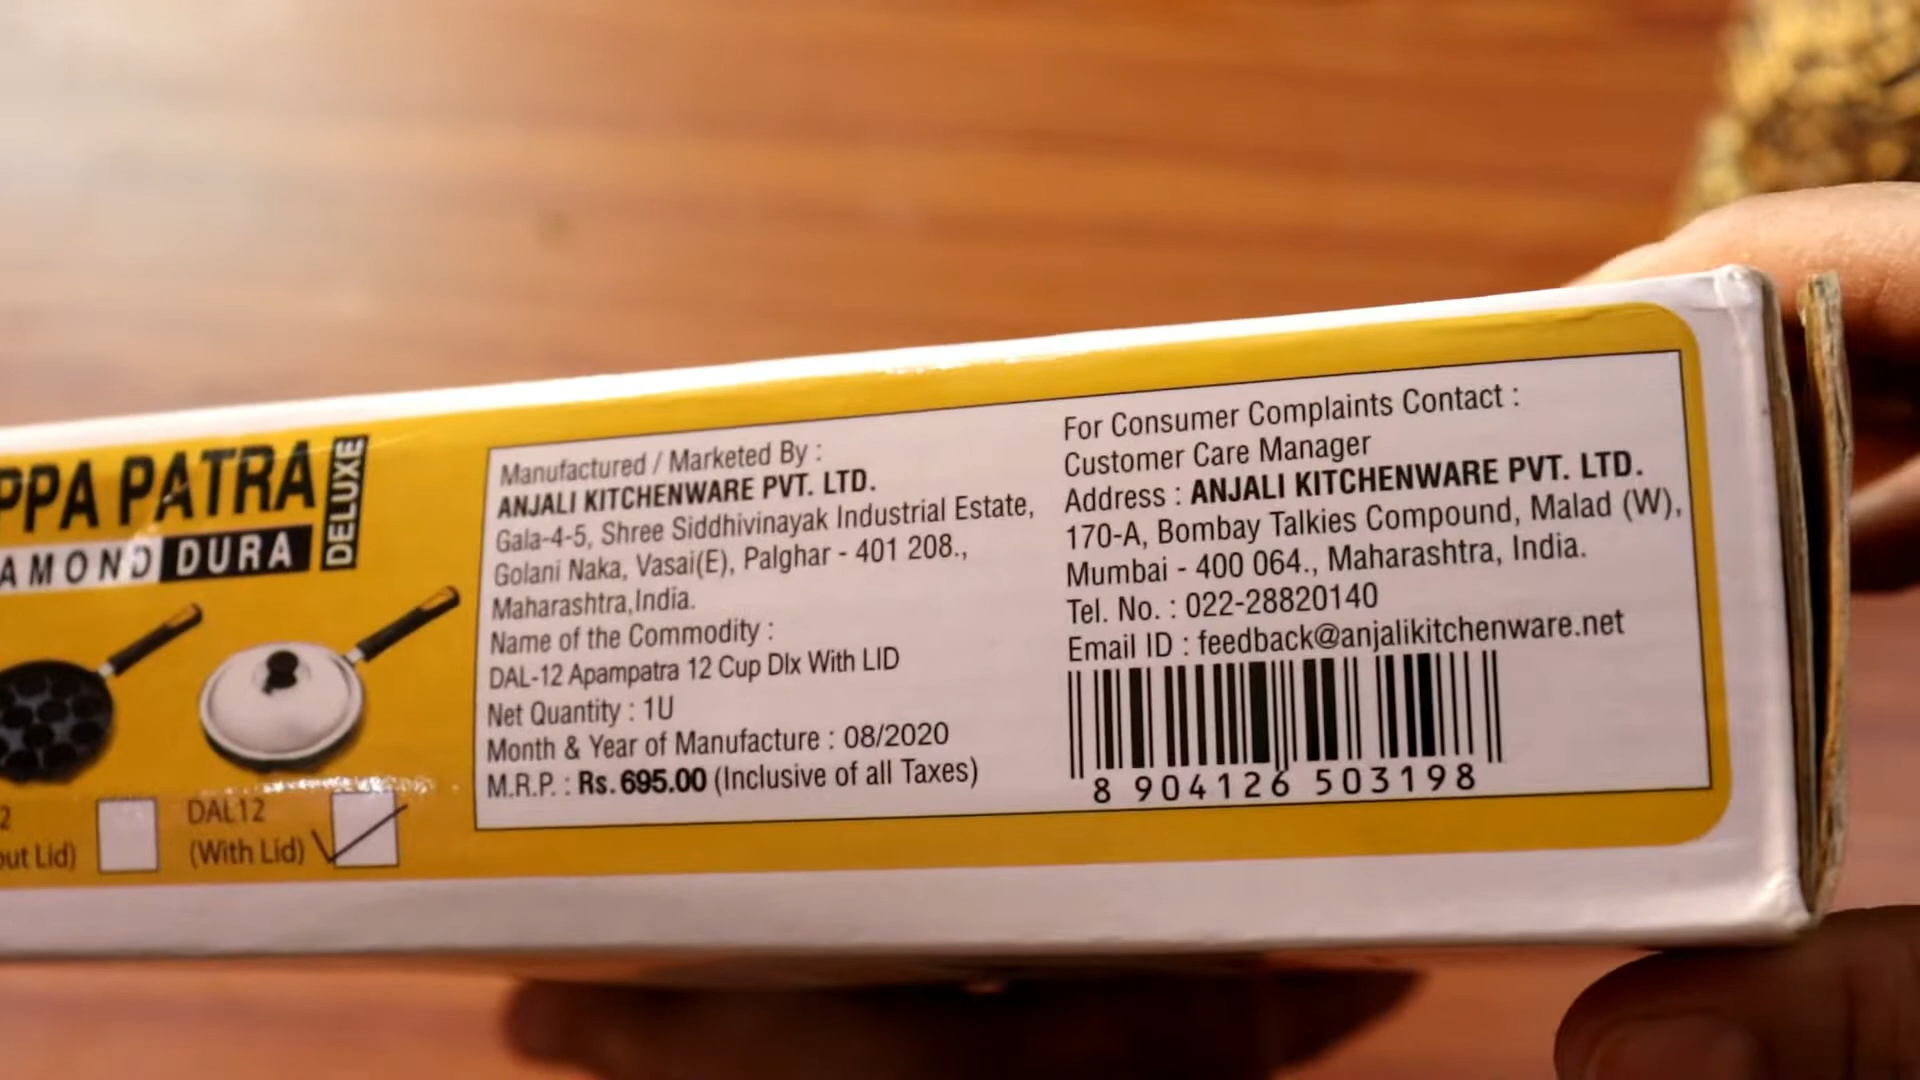 PPA PATRA
DELUXE
AMOND DURA
2
out Lid)
DAL12
(With Lid)
Manufactured / Marketed By :
ANJALI KITCHENWARE PVT. LTD.
Gala-4-5, Shree Siddhivinayak Industrial Estate,
Golani Naka, Vasai(E), Palghar - 401 208.,
Maharashtra,India.
Name of the Commodity :
DAL-12 Apampatra 12 Cup Dlx With LID
Net Quantity : 1U
Month & Year of Manufacture : 08/2020
M.R.P. : Rs. 695.00 (Inclusive of all Taxes)
For Consumer Complaints Contact :
Customer Care Manager
Address : ANJALI KITCHENWARE PVT. LTD.
170-A, Bombay Talkies Compound, Malad (W),
Mumbai - 400 064., Maharashtra, India.
Tel. No. : 022-28820140
Email ID : feedback@anjalikitchenware.net
8 904126 503198